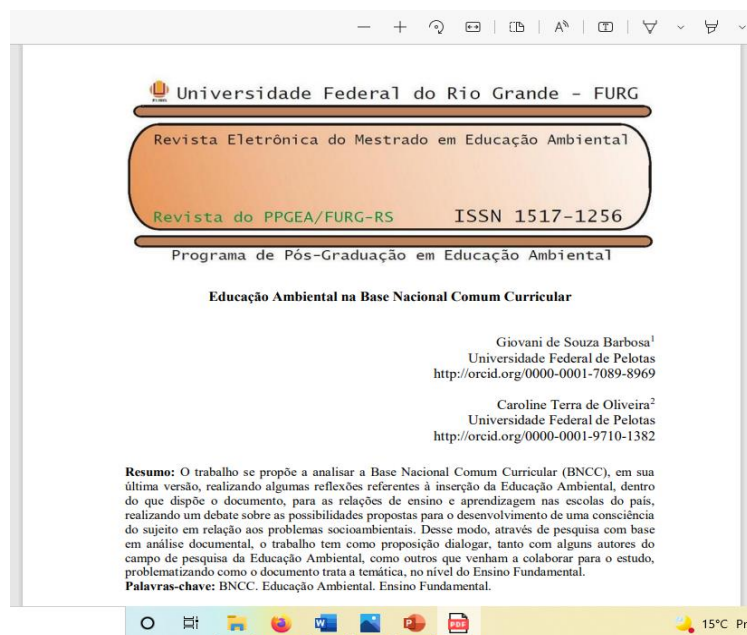 Universidade Federal do Rio Grande - FURG
Revista Eletrônica do Mestrado em Educação Ambiental
Revista do PPGEA/FURG-RS ISSN 1517-1256
Programa de Pós-Graduação em Educação Ambiental
Educação Ambiental na Base Nacional Comum Curricular
Giovani de Souza Barbosa1
Universidade Federal de Pelotas
http://orcid.org/0000-0001-7089-8969
Caroline Terra de Oliveira2
Universidade Federal de Pelotas
http://orcid.org/0000-0001-9710-1382
Resumo: O trabalho se propõe a analisar a Base Nacional Comum Curricular (BNCC), em sua
última versão, realizando algumas reflexões referentes à inserção da Educação Ambiental, dentro
do que dispõe o documento, para as relações de ensino e aprendizagem nas escolas do país,
realizando um debate sobre as possibilidades propostas para o desenvolvimento de uma consciência
do sujeito em relação aos problemas socioambientais. Desse modo, através de pesquisa com base
em análise documental, o trabalho tem como proposição dialogar, tanto com alguns autores do
campo de pesquisa da Educação Ambiental, como outros que venham a colaborar para o estudo,
problematizando como o documento trata a temática, no nível do Ensino Fundamental.
Palavras-chave: BNCC. Educação Ambiental. Ensino Fundamental.
15°C Pr